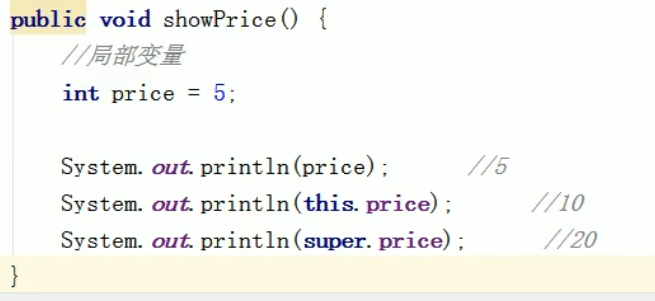 public void showPrice() {
//局部变量
int price = 5;
System.out.println(price); //5
System.out.println(this.price); //10
System.out.println(super.price); //20
}